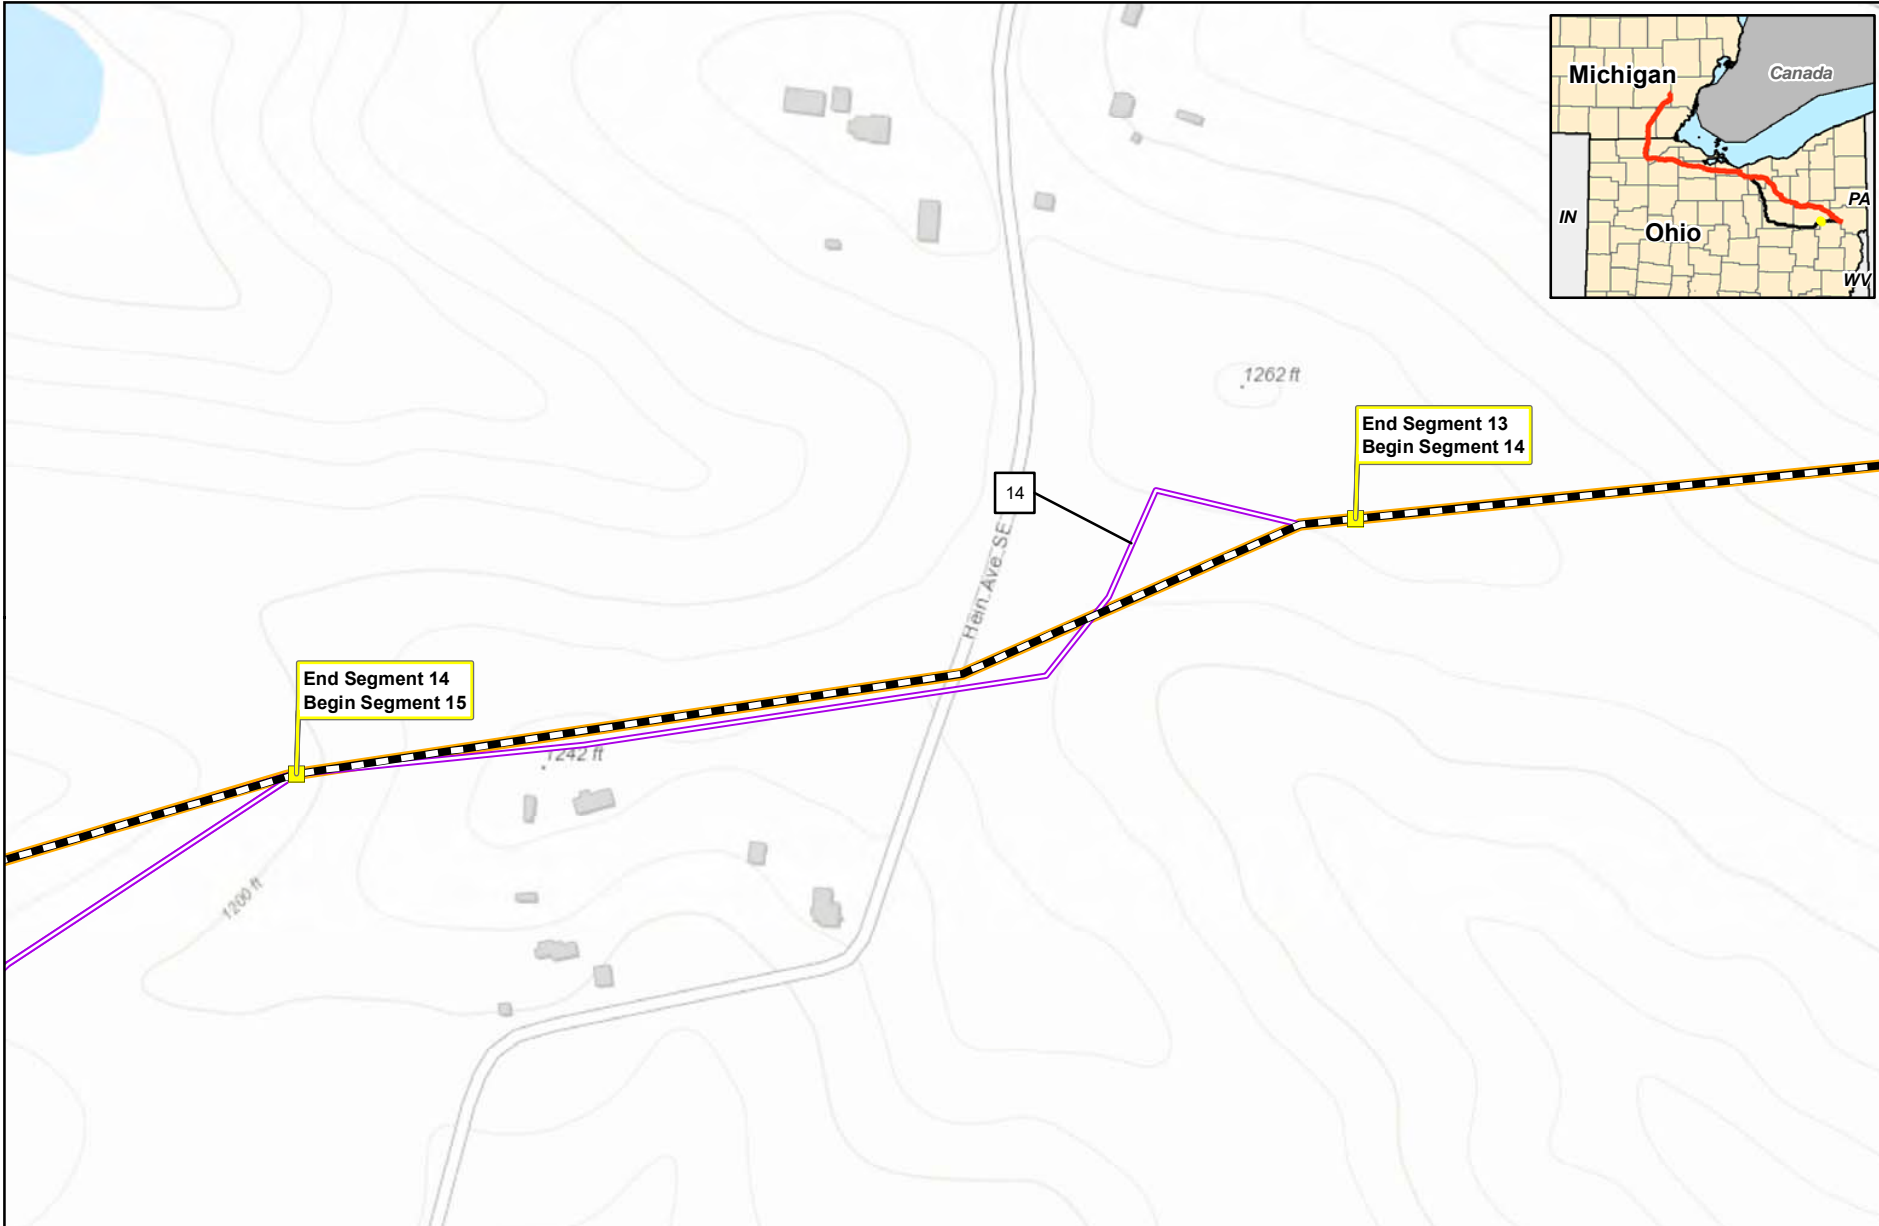 Michigan
Canada
IN
Ohio
PA
WV
1262 ft
End Segment 13
Begin Segment 14
14
Hein Ave SE
End Segment 14
Begin Segment 15
1242 ft
1200 ft